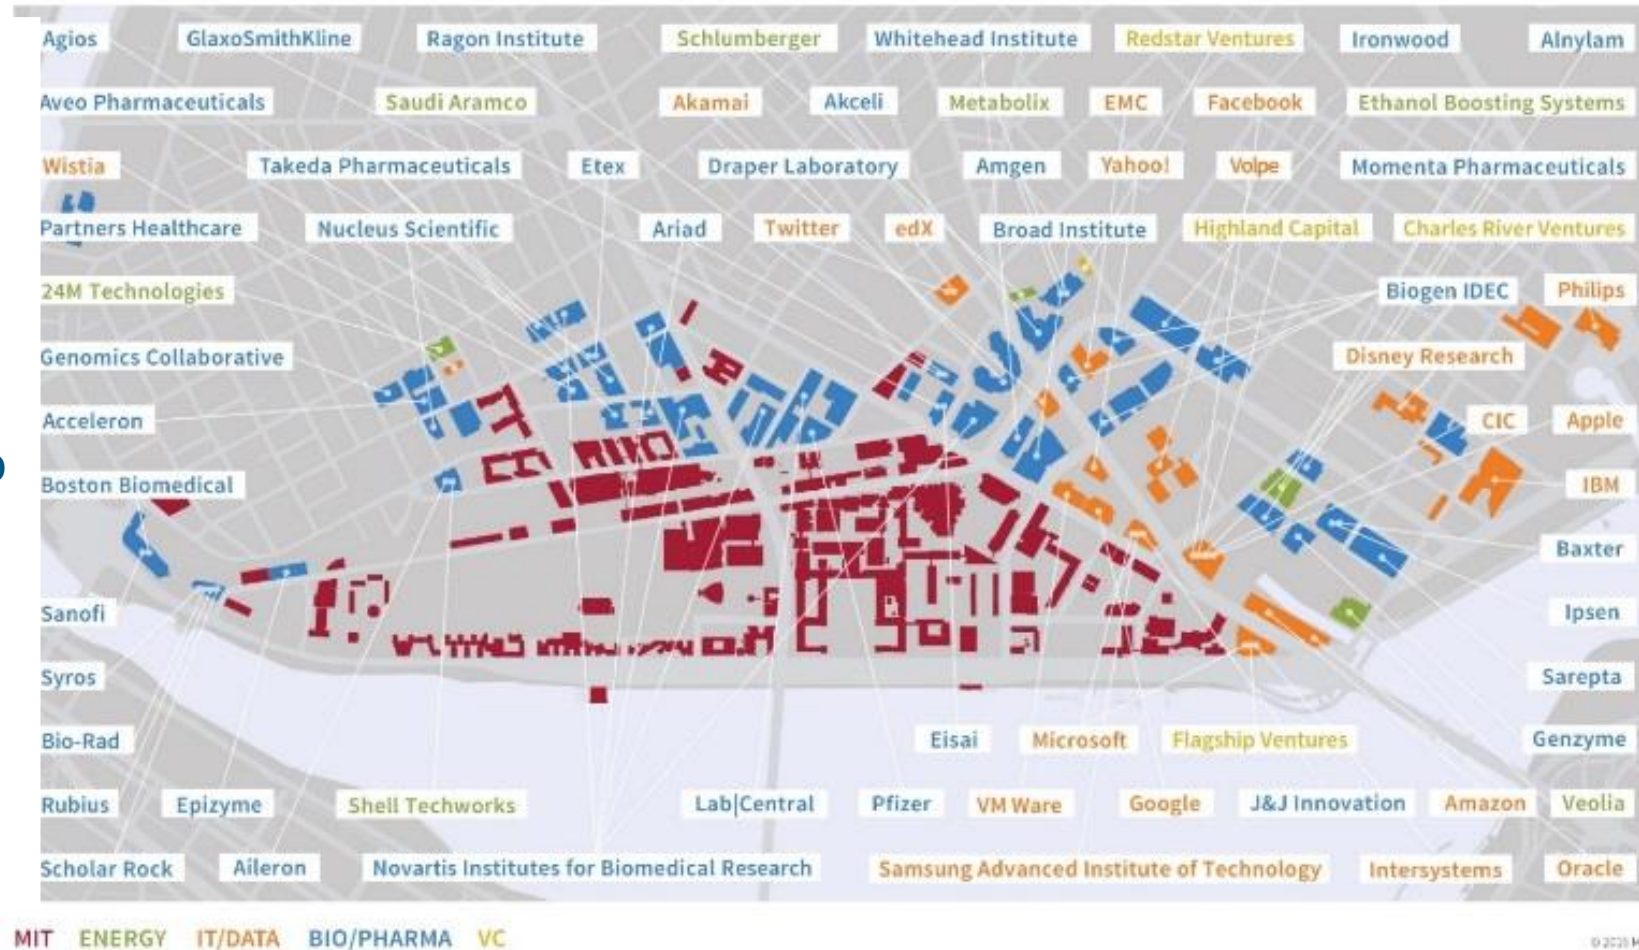 Agios GlaxoSmithKline Ragon Institute Schlumberger Whitehead Institute Redstar Ventures Ironwood Alnylam
Aveo Pharmaceuticals Saudi Aramco Akamai Akceli Metabolix EMC Facebook Ethanol Boosting Systems
Wistia Takeda Pharmaceuticals Etex Draper Laboratory Amgen Yahoo! Volpe Momenta Pharmaceuticals
Partners Healthcare Nucleus Scientific Ariad Twitter edX Broad Institute Highland Capital Charles River Ventures
24M Technologies Biogen IDEC Philips
Genomics Collaborative Disney Research
Acceleron CIC Apple
Boston Biomedical IBM
Baxter
Sanofi Ipsen
Syros Sarepta
Bio-Rad Eisai Microsoft Flagship Ventures Genzyme
Rubius Epizyme Shell Techworks Lab|Central Pfizer VM Ware Google J&J Innovation Amazon Veolia
Scholar Rock Aileron Novartis Institutes for Biomedical Research Samsung Advanced Institute of Technology Intersystems Oracle
MIT ENERGY IT/DATA BIO/PHARMA VC